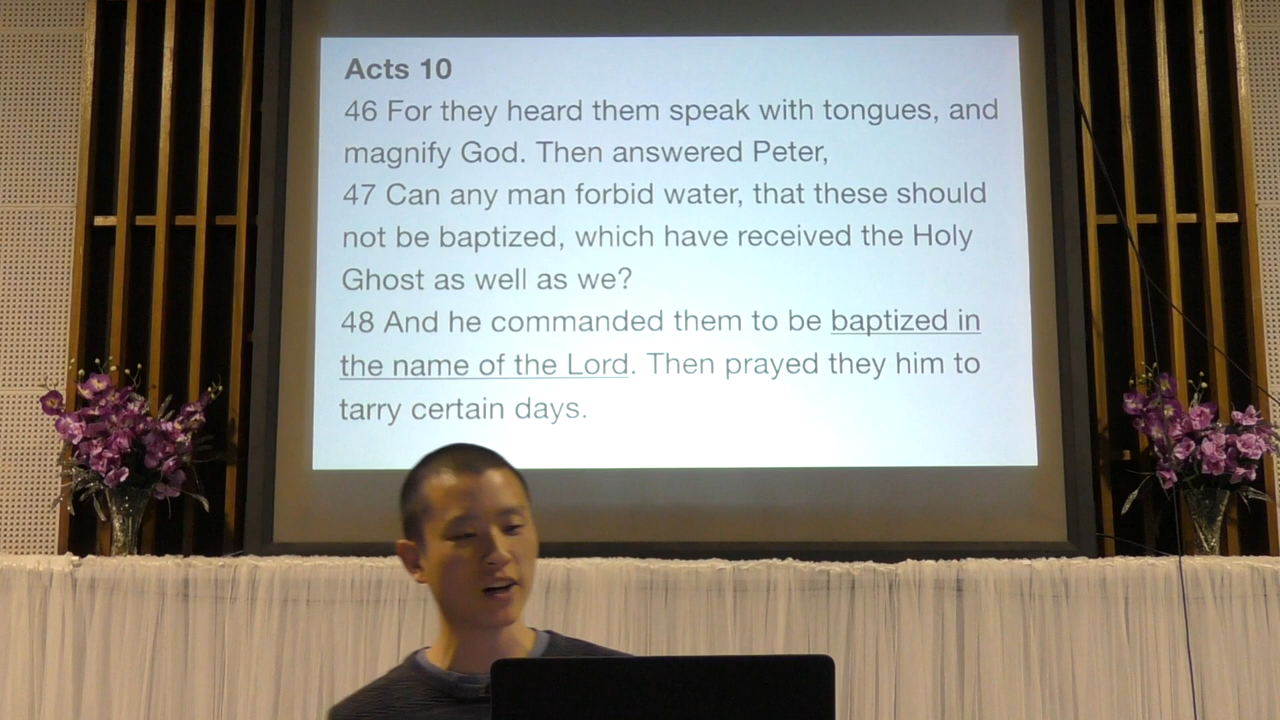 Acts 10
46 For they heard them speak with tongues, and
magnify God. Then answered Peter,
47 Can any man forbid water, that these should
not be baptized, which have received the Holy
Ghost as well as we?
48 And he commanded them to be baptized in
the name of the Lord. Then prayed they him to
tarry certain days.